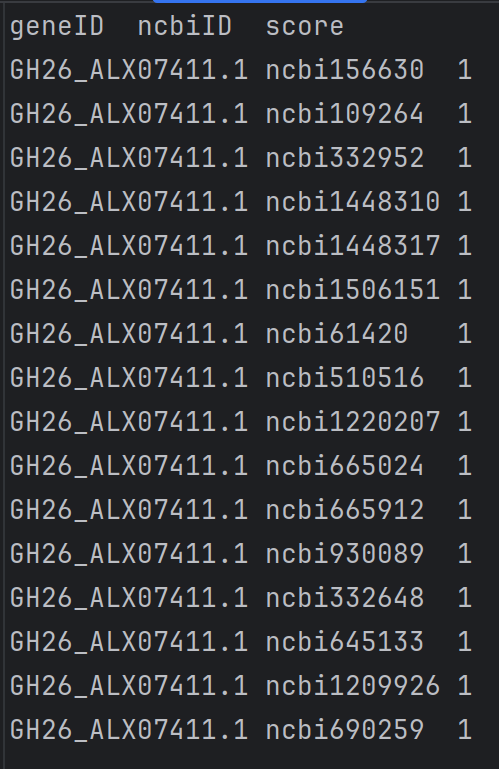 geneID ncbiID score
GH26_ALX07411.1 ncbi156630 1
GH26_ALX07411.1 ncbi109264 1
GH26_ALX07411.1 ncbi332952 1
GH26_ALX07411.1 ncbi1448310 1
GH26_ALX07411.1 ncbi1448317 1
GH26_ALX07411.1 ncbi1506151 1
GH26_ALX07411.1 ncbi61420 1
GH26_ALX07411.1 ncbi510516 1
GH26_ALX07411.1 ncbi1220207 1
GH26_ALX07411.1 ncbi665024 1
GH26_ALX07411.1 ncbi665912 1
GH26_ALX07411.1 ncbi930089 1
GH26_ALX07411.1 ncbi332648 1
GH26_ALX07411.1 ncbi645133 1
GH26_ALX07411.1 ncbi1209926 1
GH26_ALX07411.1 ncbi690259 1